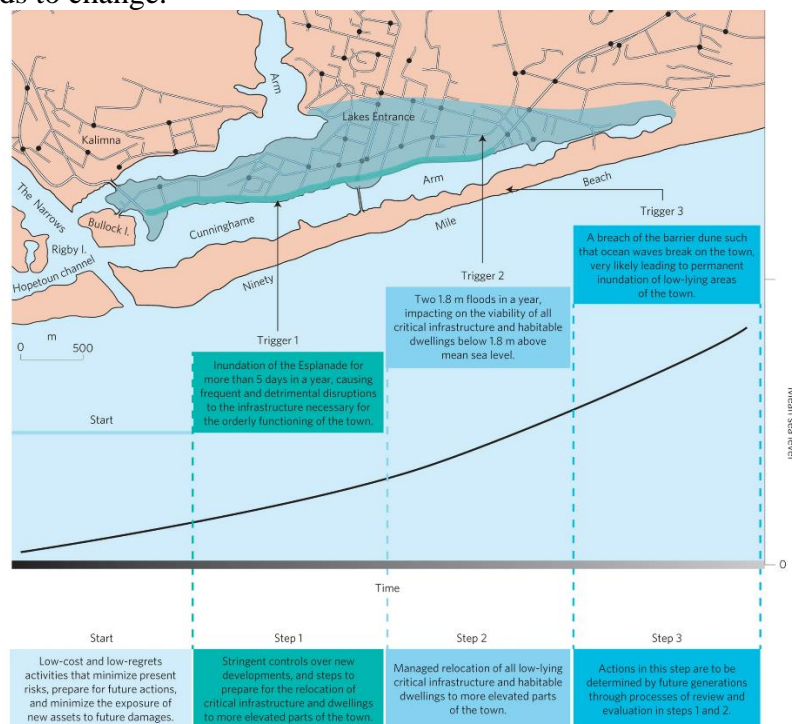 ds to change.
Arm
Kalimna
Lakes Entrance
The Narrows
Bullock I.
Rigby I.
Hopetoun channel
Cunninghame
Arm
Ninety
Mile
Beach
m
0 500
Trigger 3
A breach of the barrier dune such
that ocean waves break on the town,
very likely leading to permanent
inundation of low-lying areas
of the town.
Trigger 2
Two 1.8 m floods in a year,
impacting on the viability of all
critical infrastructure and habitable
dwellings below 1.8 m above
mean sea level.
Trigger 1
Inundation of the Esplanade for
more than 5 days in a year, causing
frequent and detrimental disruptions
to the infrastructure necessary for
the orderly functioning of the town.
Start
Mean sea level
0
Time
Start
Low-cost and low-regrets
activities that minimize present
risks, prepare for future actions,
and minimize the exposure of
new assets to future damages.
Step 1
Stringent controls over new
developments, and steps to
prepare for the relocation of
critical infrastructure and dwellings
to more elevated parts of the town.
Step 2
Managed relocation of all low-lying
critical infrastructure and habitable
dwellings to more elevated parts
of the town.
Step 3
Actions in this step are to be
determined by future generations
through processes of review and
evaluation in steps 1 and 2.